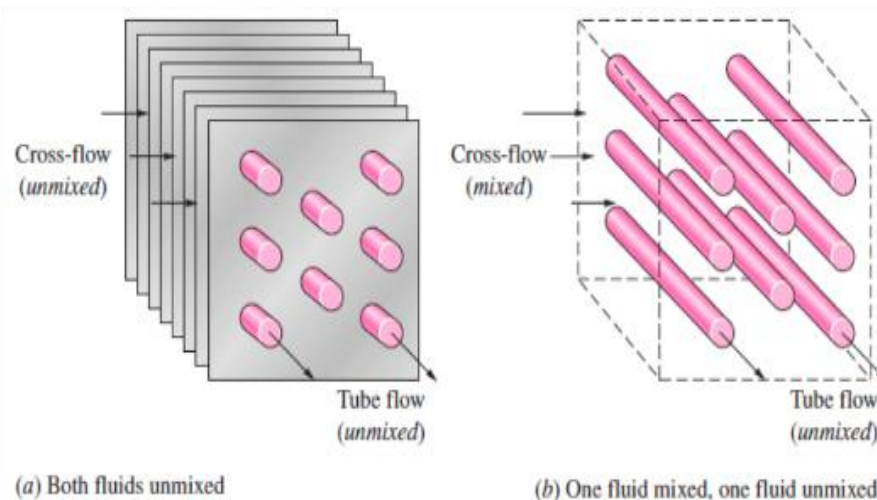 Cross-flow
(unmixed)
Tube flow
(unmixed)
(a) Both fluids unmixed
Cross-flow
(mixed)
Tube flow
(unmixed)
(b) One fluid mixed, one fluid unmixed